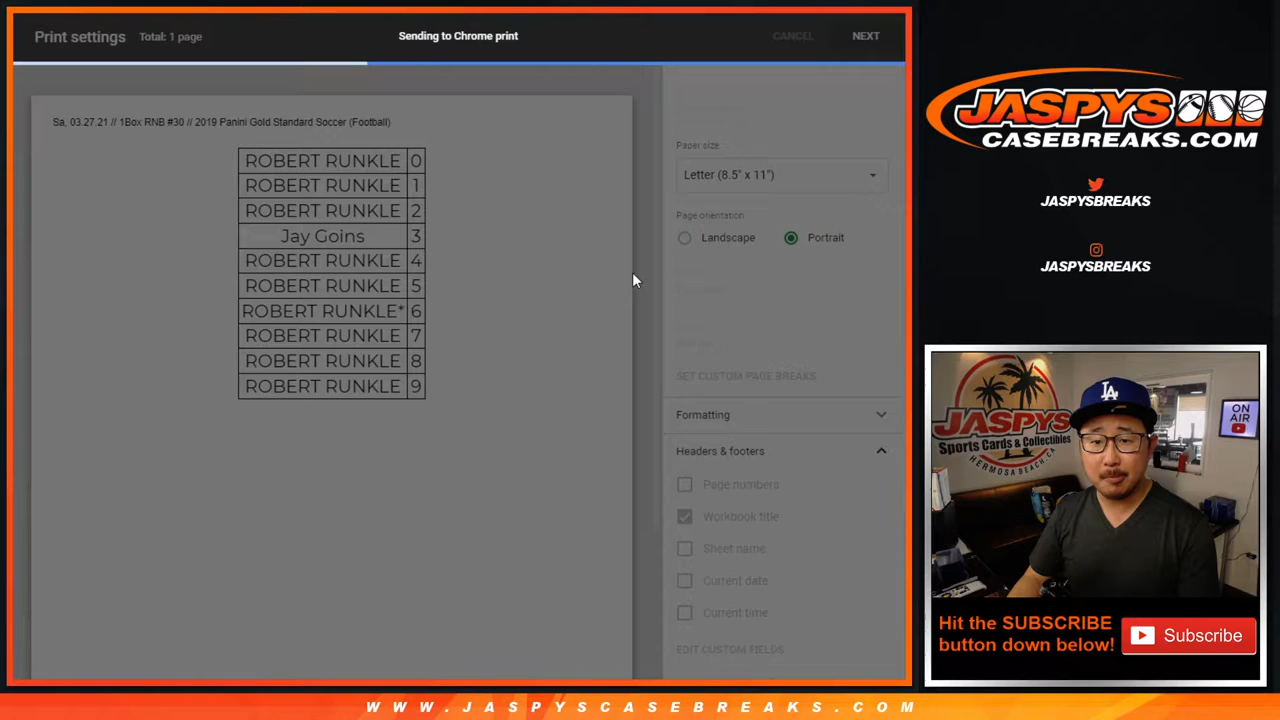 Print settings Total: 1 page Sending to Chrome print CANCEL NEXT
Sa, 03.27.21 // 1Box RNB #30 // 2019 Panini Gold Standard Soccer (Football)
ROBERT RUNKLE 0
ROBERT RUNKLE 1
ROBERT RUNKLE 2
Jay Goins 3
ROBERT RUNKLE 4
ROBERT RUNKLE 5
ROBERT RUNKLE* 6
ROBERT RUNKLE 7
ROBERT RUNKLE 8
ROBERT RUNKLE 9
Paper size
Letter (8.5" x 11")
Page orientation
Landscape Portrait
SET CUSTOM PAGE BREAKS
Formatting
Headers & footers
Page numbers
Workbook title
Sheet name
Current date
Current time
EDIT CUSTOM FIELDS
JASPYS
CASEBREAKS.COM
JASPYSBREAKS
JASPYSBREAKS
JASPYS
Sports Cards & Collectibles
HERMOSA BEACH, CA
LA
ON
AIR
Hit the SUBSCRIBE
button down below!
Subscribe
WWW.JASPYSCASEBREAKS.COM